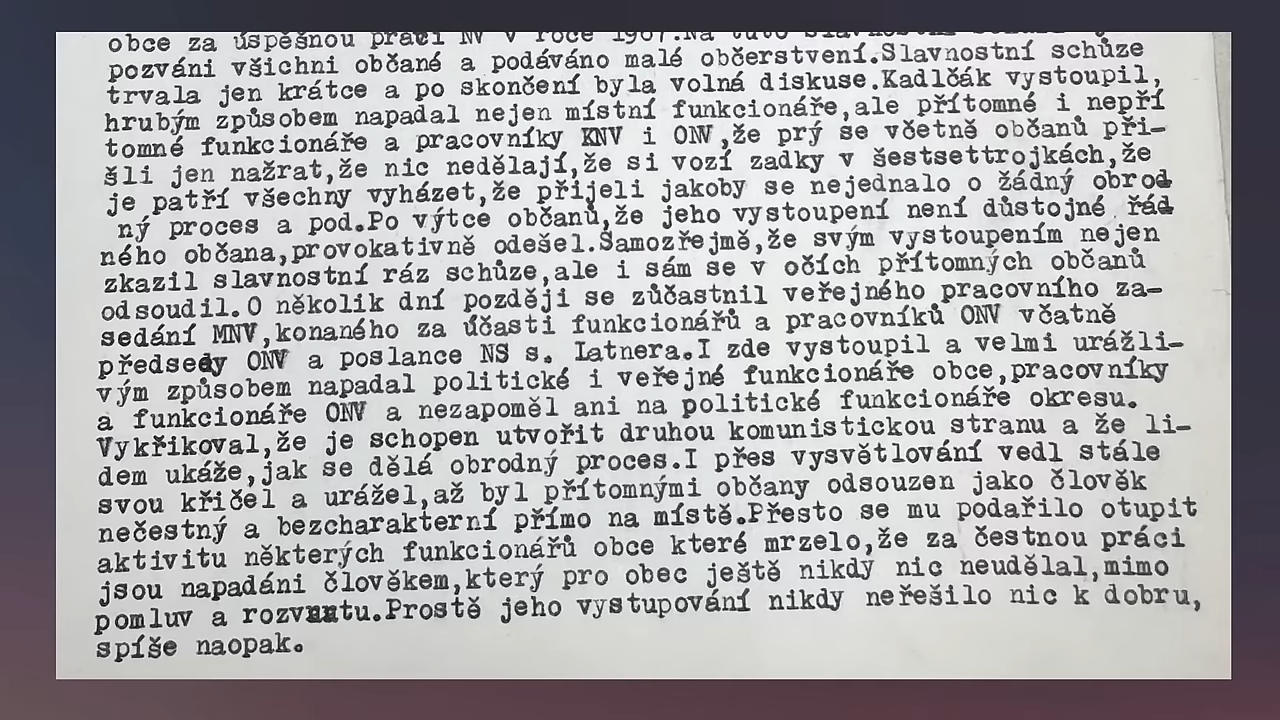 obce za úspěšnou práci NV v roce 1967.Na tuto
pozváni všichni občané a podáváno malé občerstvení.Slavnostní schůze
trvala jen krátce a po skončení byla volná diskuse.Kadlčák vystoupil,
hrubým způsobem napadal nejen místní funkcionáře,ale přítomné i nepří
tomné funkcionáře a pracovníky KNV i ONV,že prý se včetně občanů při-
šli jen nažrat,že nic nedělají,že si vozí zadky v šestsettrojkách,že
je patří všechny vyházet,že přijeli jakoby se nejednalo o žádný obrod
ný proces a pod.Po výtce občanů,že jeho vystoupení není důstojné řád
ného občana,provokativně odešel.Samozřejmě,že svým vystoupením nejen
zkazil slavnostní ráz schůze,ale i sám se v očích přítomných občanů
odsoudil.O několik dní později se zůčastnil veřejného pracovního za-
sedání MNV,konaného za účasti funkcionářů a pracovníků ONV včatně
předsedy ONV a poslance NS s. Latnera.I zde vystoupil a velmi urážli-
vým způsobem napadal politické i veřejné funkcionáře obce,pracovníky
a funkcionáře ONV a nezapoměl ani na politické funkcionáře okresu.
Vykřikoval,že je schopen utvořit druhou komunistickou stranu a že li-
dem ukáže,jak se dělá obrodný proces.I přes vysvětlování vedl stále
svou křičel a urážel,až byl přítomnými občany odsouzen jako člověk
nečestný a bezcharakterní přímo na místě.Přesto se mu podařilo otupit
aktivitu některých funkcionářů obce které mrzelo,že za čestnou práci
jsou napadáni člověkem,který pro obec ještě nikdy nic neudělal,mimo
pomluv a rozvratu.Prostě jeho vystupování nikdy neřešilo nic k dobru,
spíše naopak.